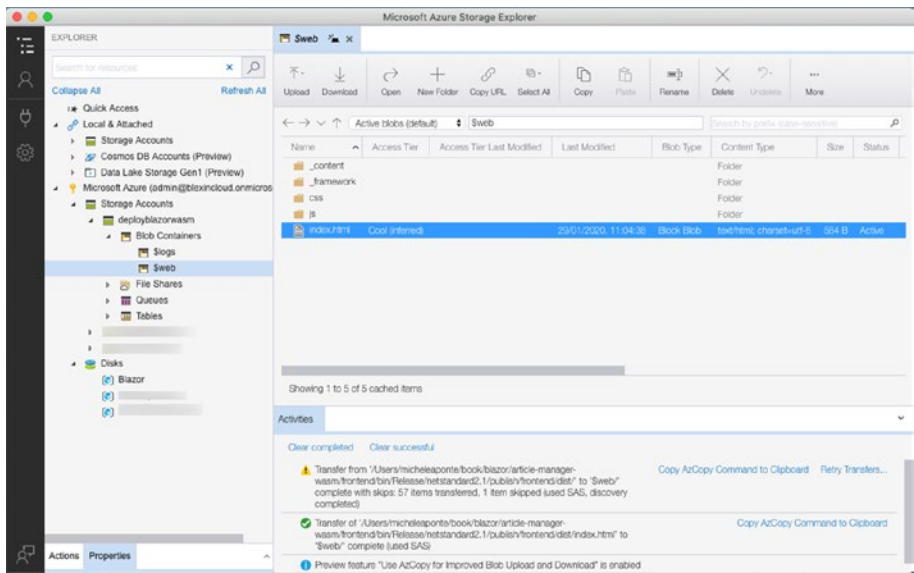 Microsoft Azure Storage Explorer
EXPLORER
Search for resources
Collapse All
Refresh All
Quick Access
Local & Attached
Storage Accounts
Cosmos DB Accounts (Preview)
Data Lake Storage Gen1 (Preview)
Microsoft Azure (admin@blexincloud.onmicros
Storage Accounts
deployblazorwasm
Blob Containers
$logs
$web
File Shares
Queues
Tables
Disks
Blazor
Actions Properties
$web
Upload Download Open New Folder Copy URL Select All Copy Paste Rename Delete Undelete More
Active blobs (default) $web Search by prefix (case-sensitive)
Name Access Tier Access Tier Last Modified Last Modified Blob Type Content Type Size Status
_content Folder
_framework Folder
css Folder
js Folder
index.html Cool (inferred) 29/01/2020, 11:04:38 Block Blob text/html; charset=utf-8 564 B Active
Showing 1 to 5 of 5 cached items
Activities
Clear completed Clear successful
Transfer from '/Users/micheleaponte/book/blazor/article-manager-
wasm/frontend/bin/Release/netstandard2.1/publish/frontend/dist/' to '$web/'
complete with skips: 57 items transferred, 1 item skipped (used SAS, discovery
completed)
Copy AzCopy Command to Clipboard Retry Transfers...
Transfer of '/Users/micheleaponte/book/blazor/article-manager-
wasm/frontend/bin/Release/netstandard2.1/publish/frontend/dist/index.html' to
'$web/' complete (used SAS)
Copy AzCopy Command to Clipboard
Preview feature "Use AzCopy for Improved Blob Upload and Download" is enabled